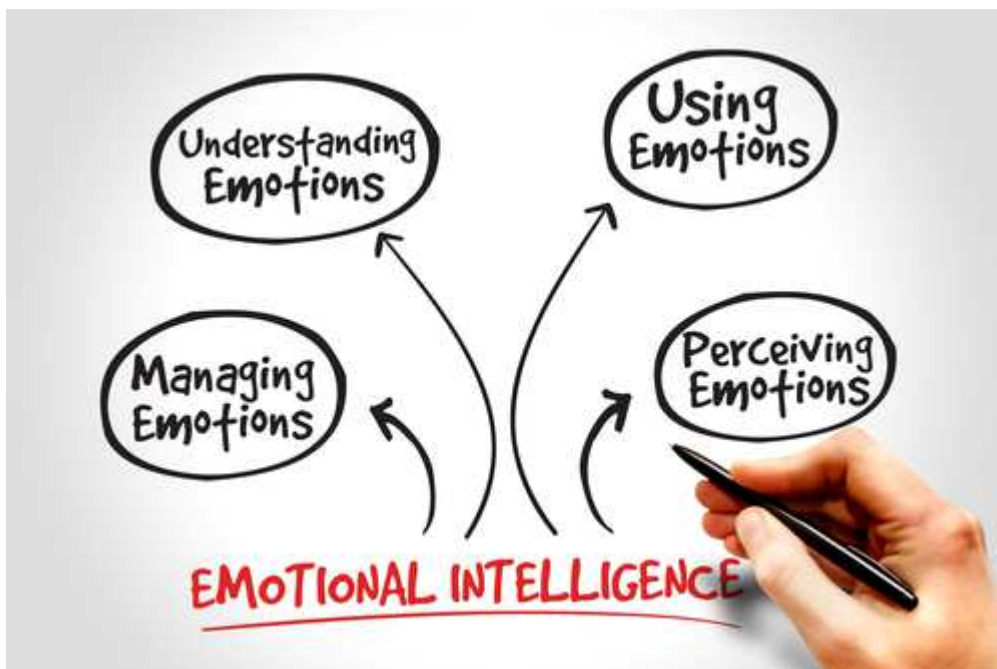 Understanding
Emotions
Using
Emotions
Managing
Emotions
Perceiving
Emotions
EMOTIONAL INTELLIGENCE